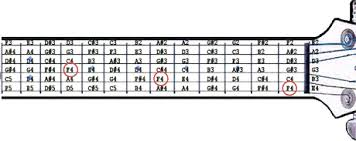 F3 E3 D#3 D3 C#3 C3 B2 A#2 A2 G#2 G2 F#2 F2 E2
A#4 A4 G#3 G3 F#3 F3 E3 D#3 D3 C#3 C3 B2 A#2 A2
D#4 C#4 C4 B3 A#3 A3 G#3 G3 F#3 F3 E3 D#3 D3
G#4 G4 F#4 F4 E4 D#4 D4 C#4 C4 B3 A#3 A3 G#3 G3
C5 B4 A#4 A4 G#4 G4 F#4 F4 E4 D#4 D4 C#4 C4 B3
F5 E5 D#5 D5 C#5 C5 B4 A#4 A4 G#4 G4 F#4 F4 E4